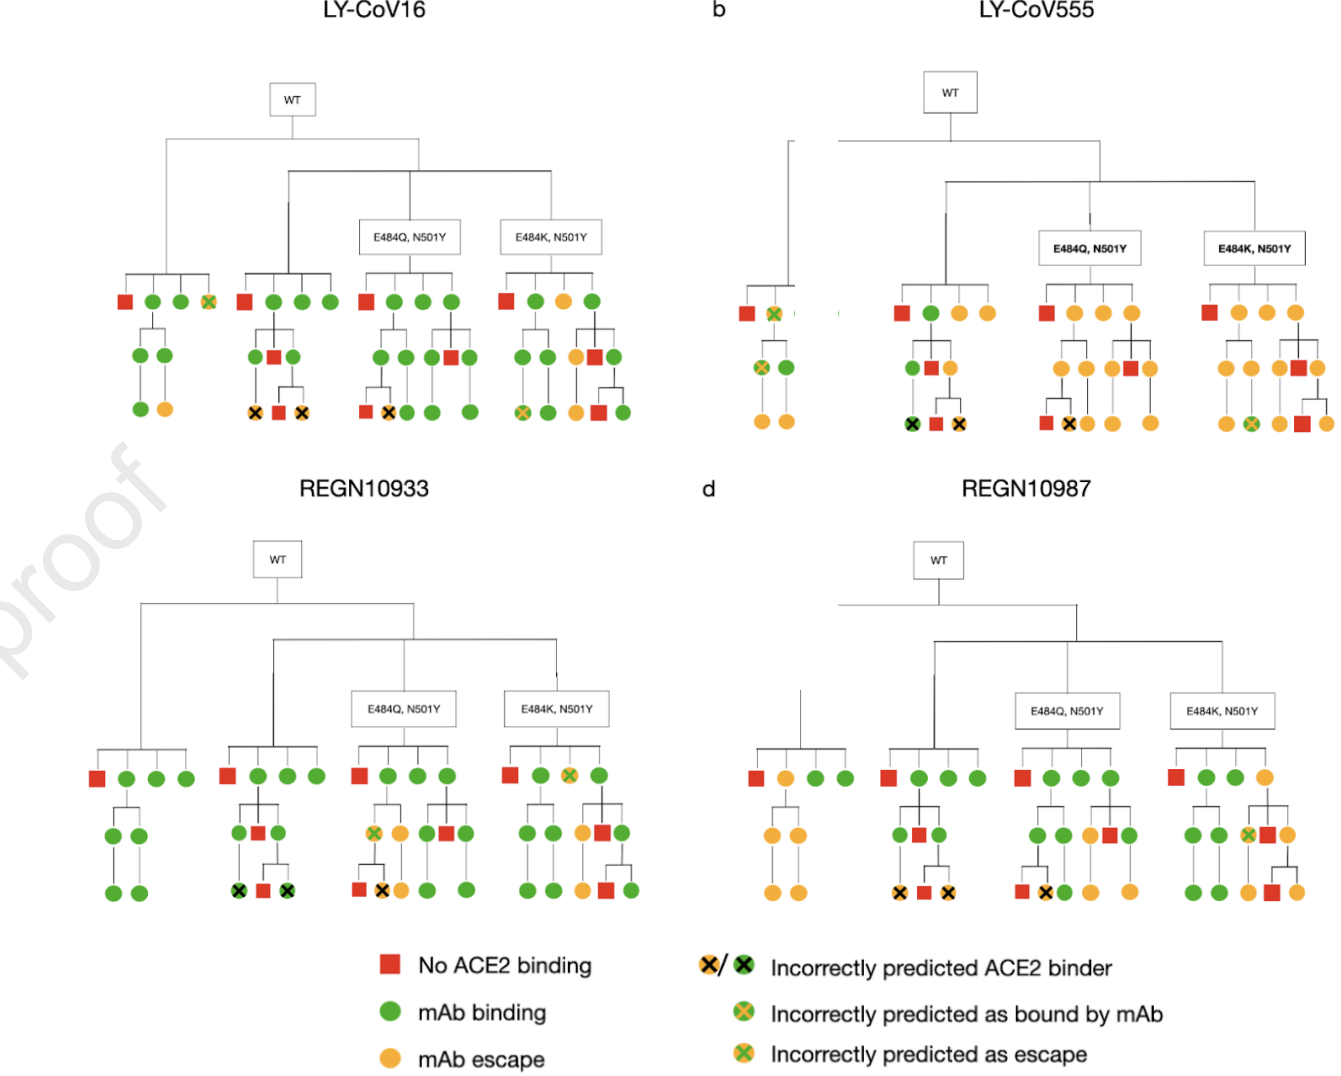 LY-CoV16
b
LY-CoV555
WT
WT
E484Q, N501Y
E484K, N501Y
E484Q, N501Y
E484K, N501Y
REGN10933
d
REGN10987
WT
WT
E484Q, N501Y
E484K, N501Y
E484Q, N501Y
E484K, N501Y
proof
No ACE2 binding
mAb binding
mAb escape
/
Incorrectly predicted ACE2 binder
Incorrectly predicted as bound by mAb
Incorrectly predicted as escape